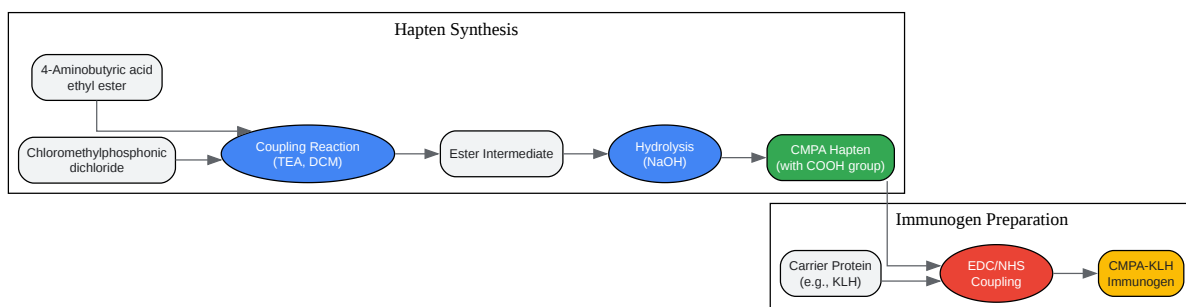 Hapten Synthesis
4-Aminobutyric acid
ethyl ester
Chloromethylphosphonic
dichloride
Coupling Reaction
(TEA, DCM)
Ester Intermediate
Hydrolysis
(NaOH)
CMPA Hapten
(with COOH group)
Immunogen Preparation
Carrier Protein
(e.g., KLH)
EDC/NHS
Coupling
CMPA-KLH
Immunogen